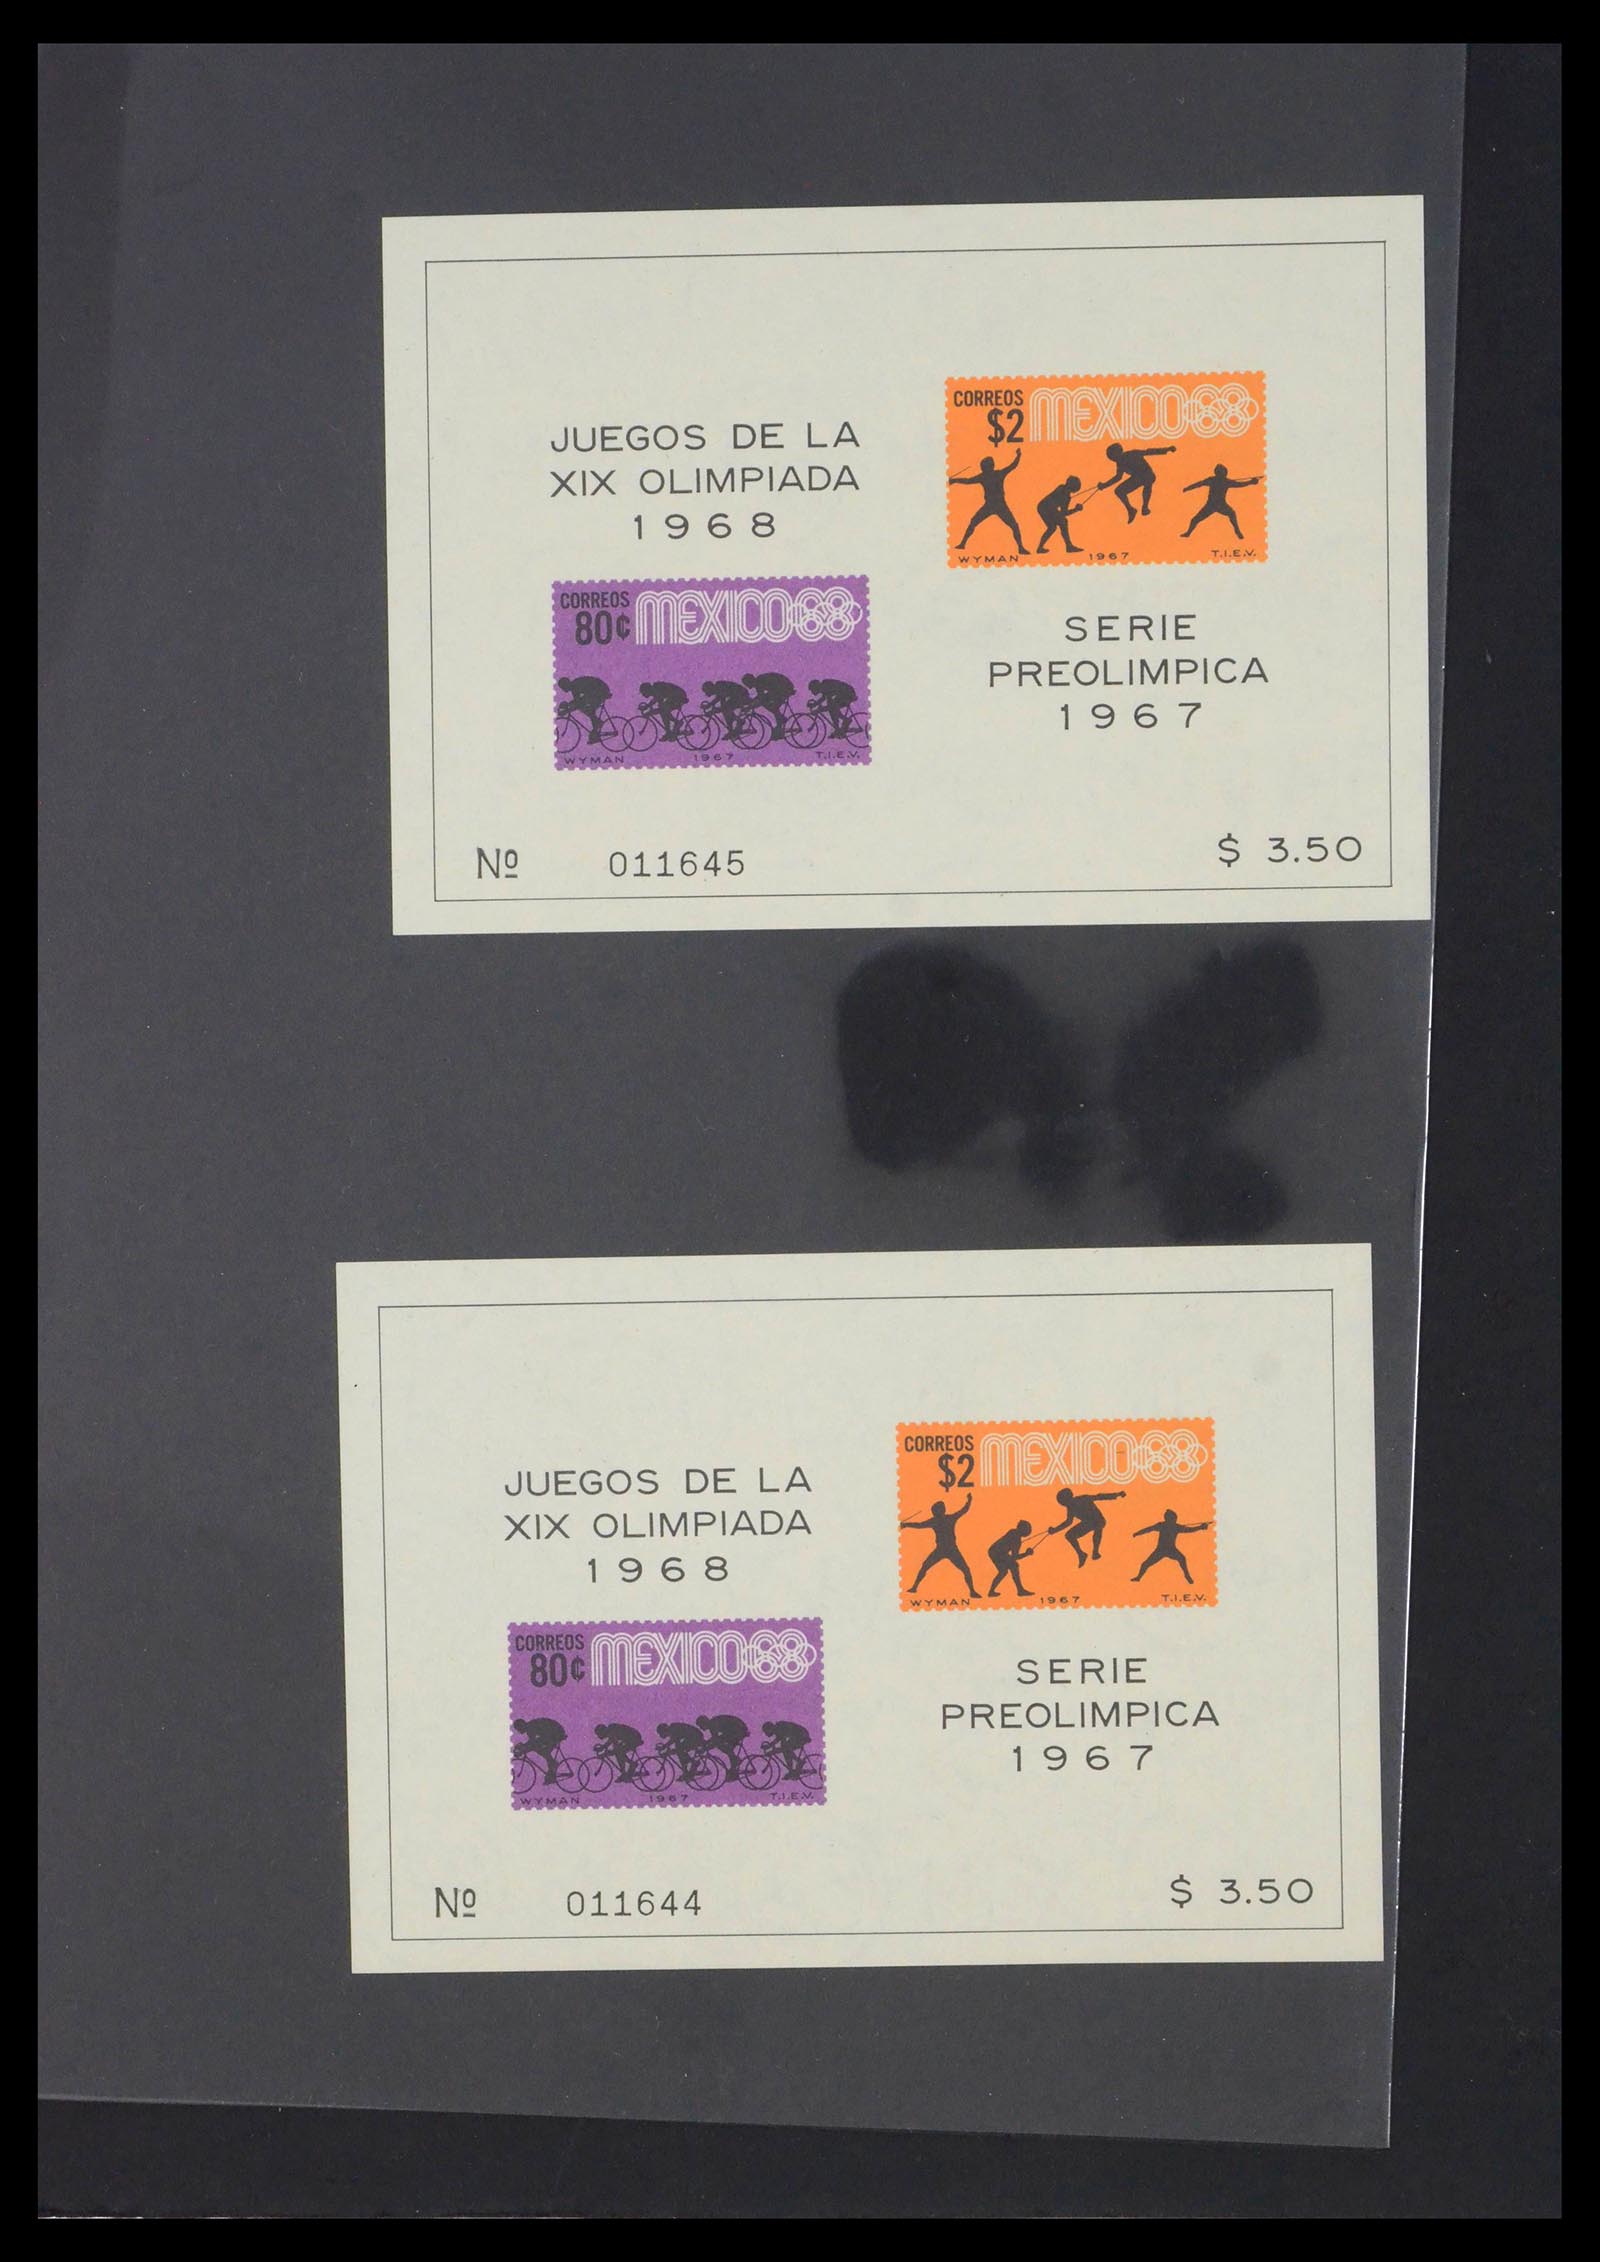 JUEGOS DE LA
XIX OLIMPIADA
1968
CORREOS
$2
MEXICO68
WYMAN 1967 T.I.E.V.
CORREOS
80¢
MEXICO68
WYMAN 1967 T.I.E.V.
SERIE
PREOLIMPICA
1967
Nº 011645
$ 3.50
JUEGOS DE LA
XIX OLIMPIADA
1968
CORREOS
$2
MEXICO68
WYMAN 1967 T.I.E.V.
CORREOS
80¢
MEXICO68
WYMAN 1967 T.I.E.V.
SERIE
PREOLIMPICA
1967
Nº 011644
$ 3.50